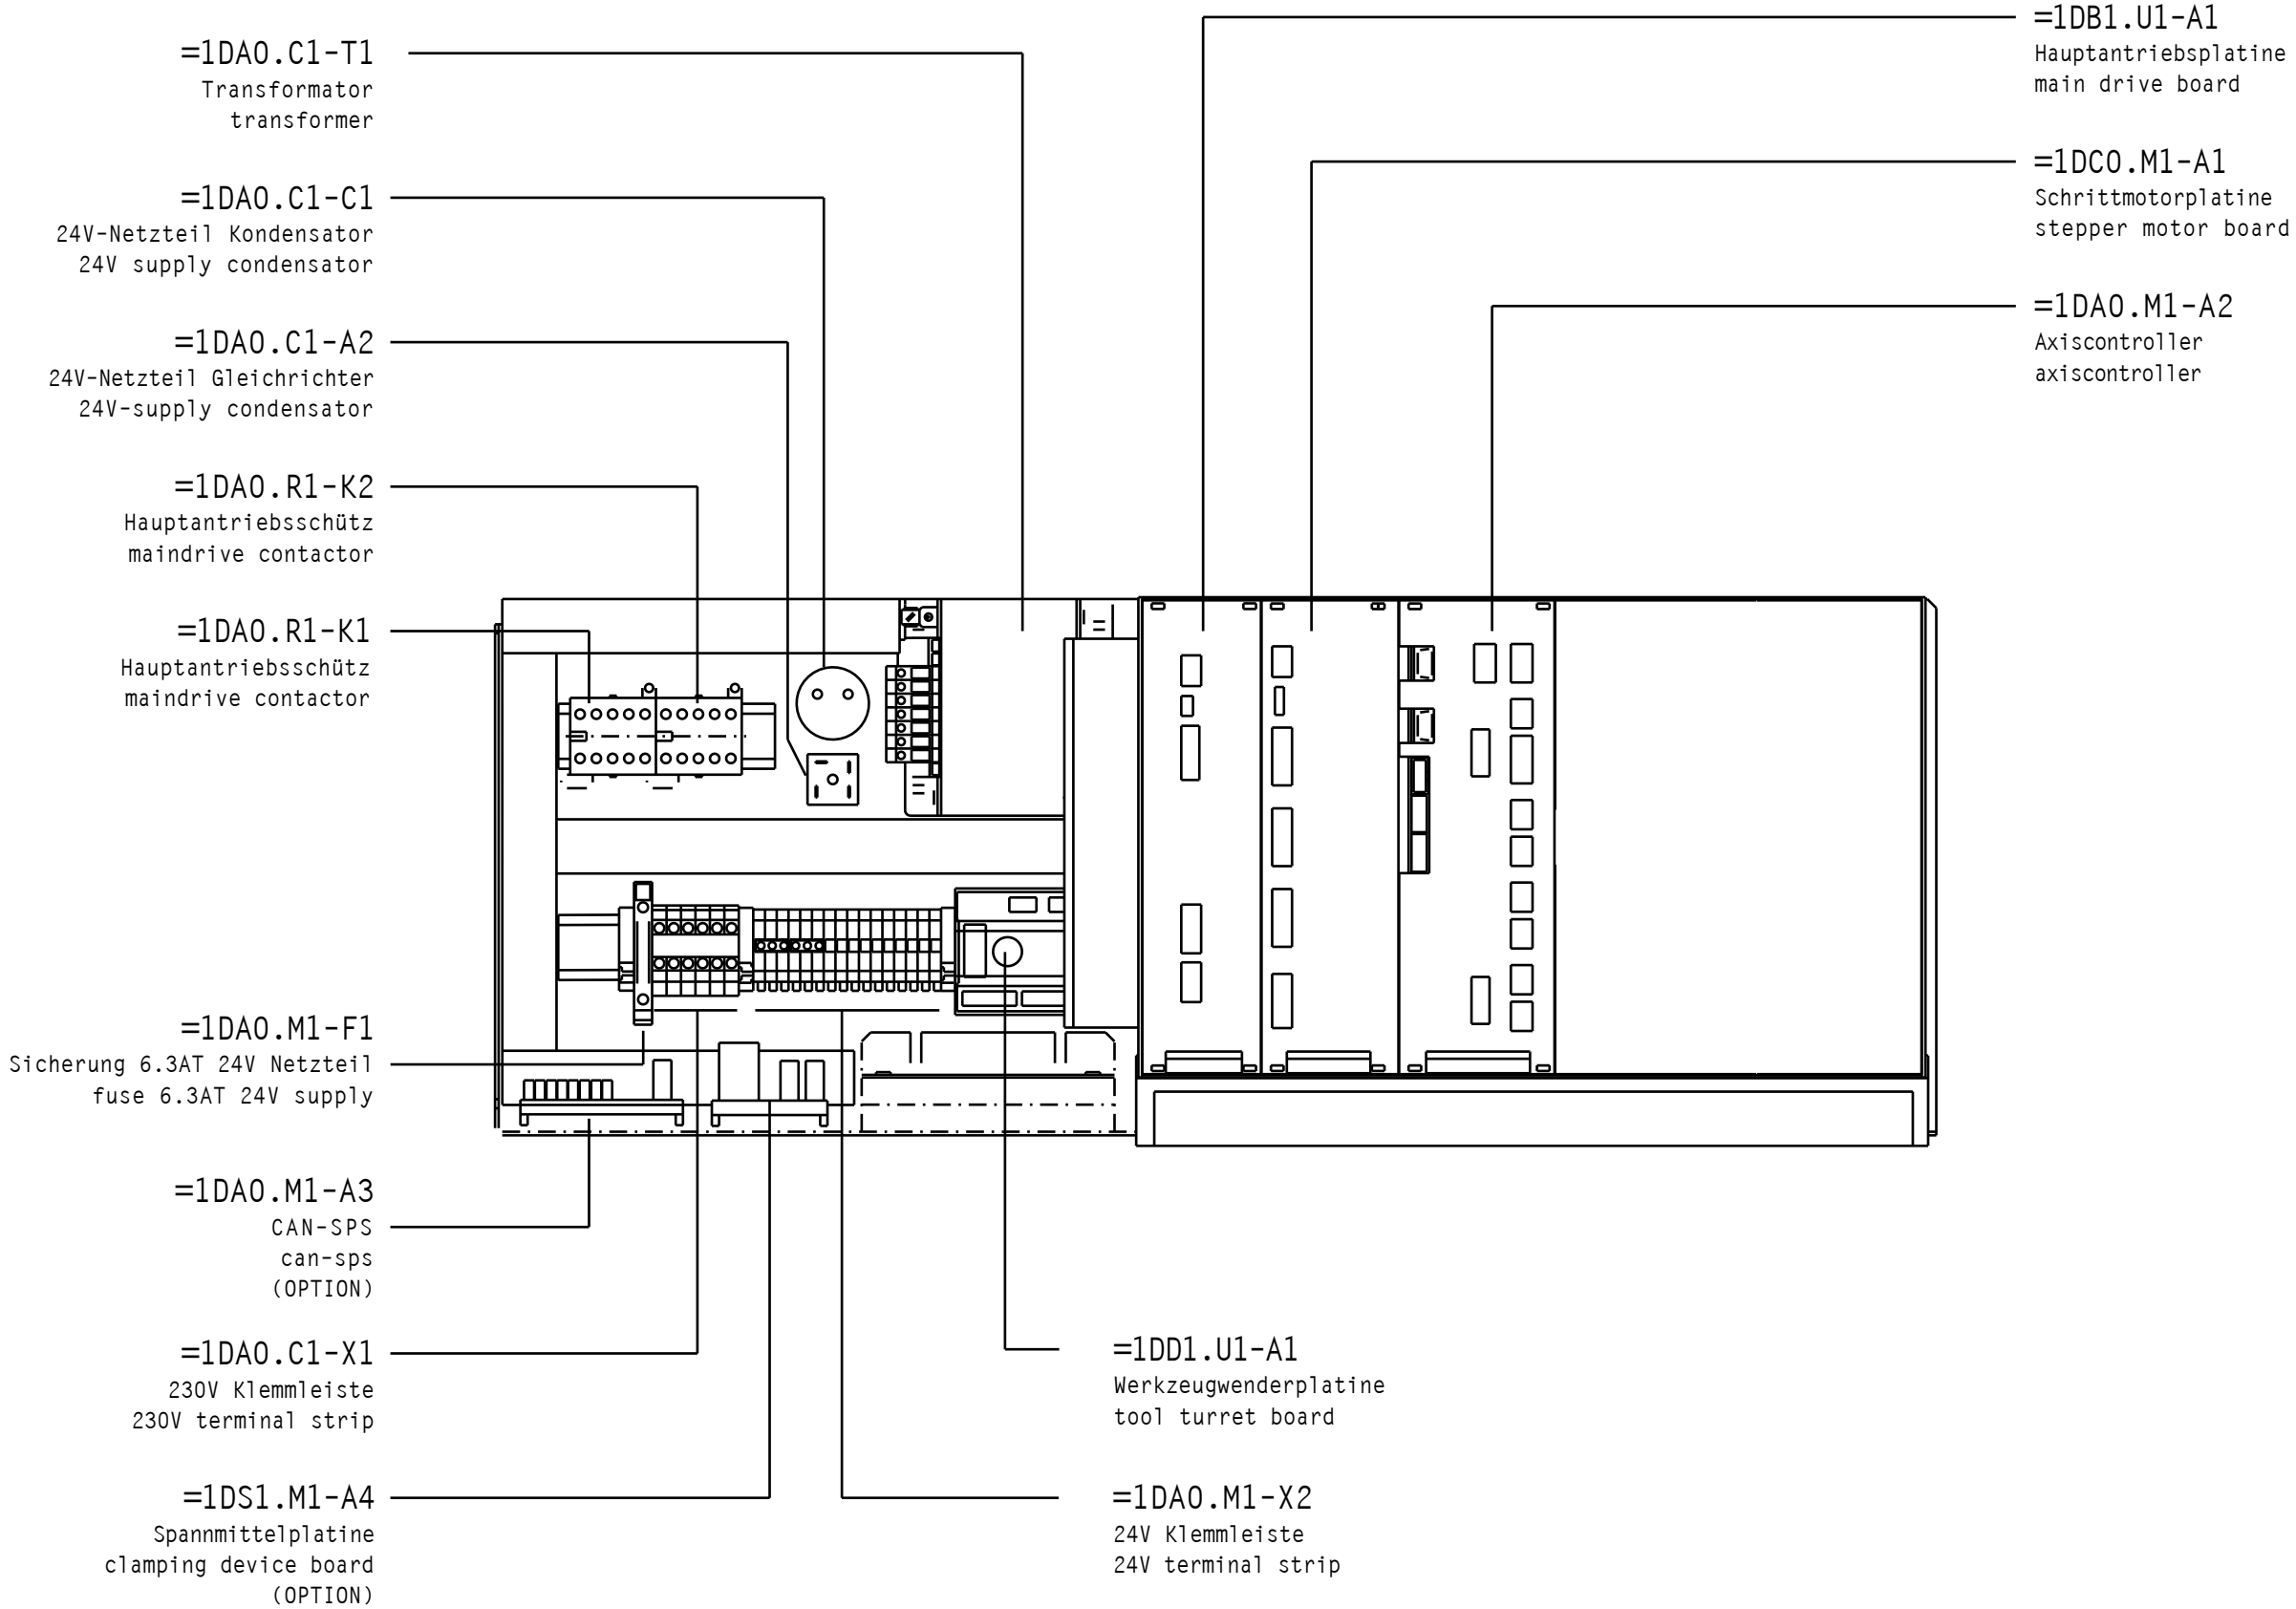 =1DA0.C1-T1
Transformator
transformer
=1DA0.C1-C1
24V-Netzteil Kondensator
24V supply condensator
=1DA0.C1-A2
24V-Netzteil Gleichrichter
24V-supply condensator
=1DA0.R1-K2
Hauptantriebsschütz
maindrive contactor
=1DA0.R1-K1
Hauptantriebsschütz
maindrive contactor
=1DA0.M1-F1
Sicherung 6.3AT 24V Netzteil
fuse 6.3AT 24V supply
=1DA0.M1-A3
CAN-SPS
can-sps
(OPTION)
=1DA0.C1-X1
230V Klemmleiste
230V terminal strip
=1DS1.M1-A4
Spannmittelplatine
clamping device board
(OPTION)
=1DD1.U1-A1
Werkzeugwenderplatine
tool turret board
=1DA0.M1-X2
24V Klemmleiste
24V terminal strip
=1DB1.U1-A1
Hauptantriebsplatine
main drive board
=1DC0.M1-A1
Schrittmotorplatine
stepper motor board
=1DA0.M1-A2
Axiscontroller
axiscontroller